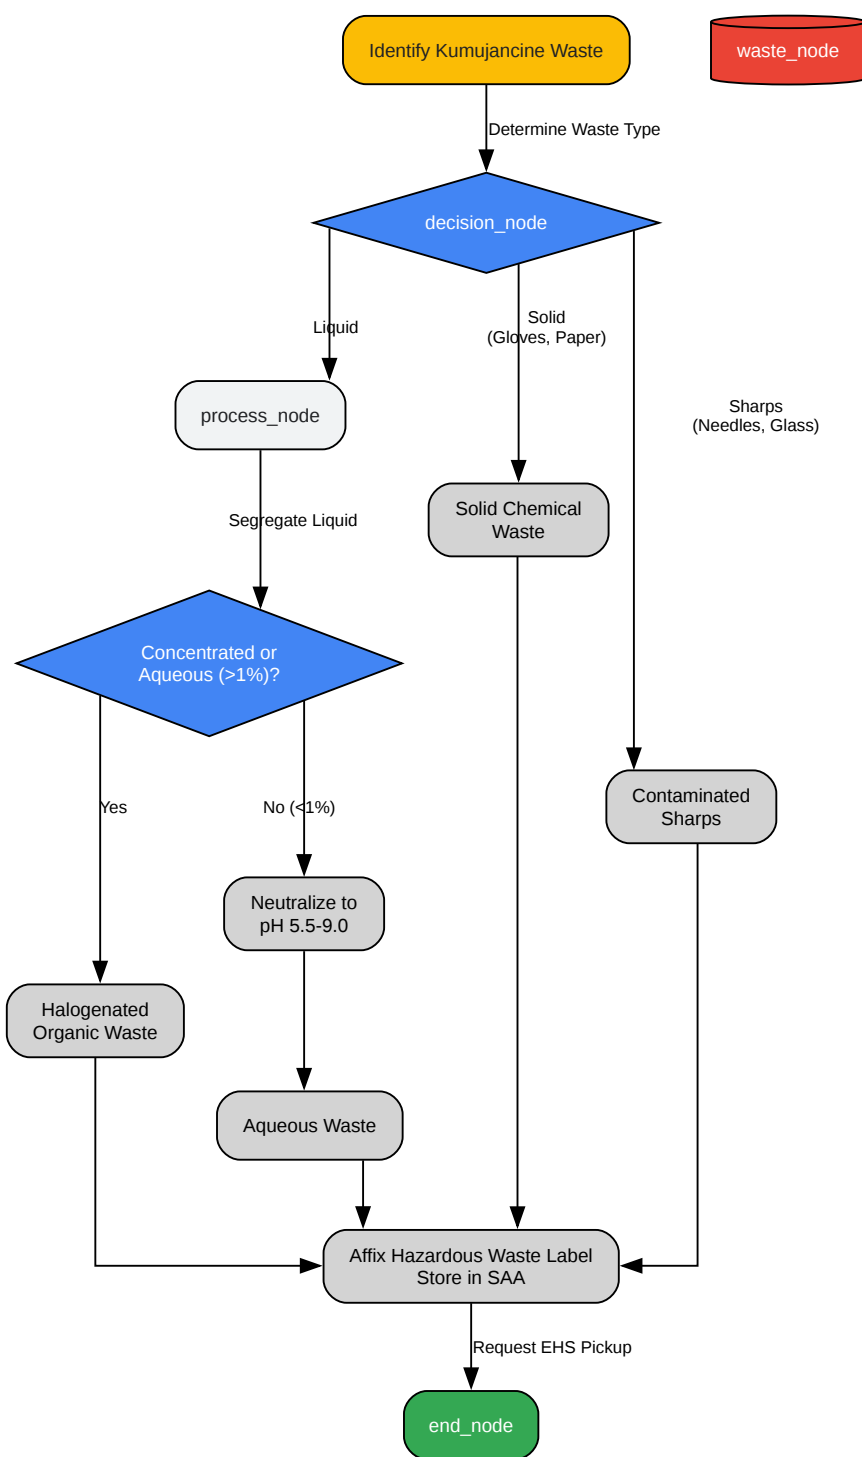 Identify Kumujancine Waste
waste_node
Determine Waste Type
decision_node
Liquid
Solid
(Gloves, Paper)
Sharps
(Needles, Glass)
process_node
Segregate Liquid
Solid Chemical
Waste
Concentrated or
Aqueous (>1%)?
Yes
No (<1%)
Contaminated
Sharps
Neutralize to
pH 5.5-9.0
Halogenated
Organic Waste
Aqueous Waste
Affix Hazardous Waste Label
Store in SAA
Request EHS Pickup
end_node